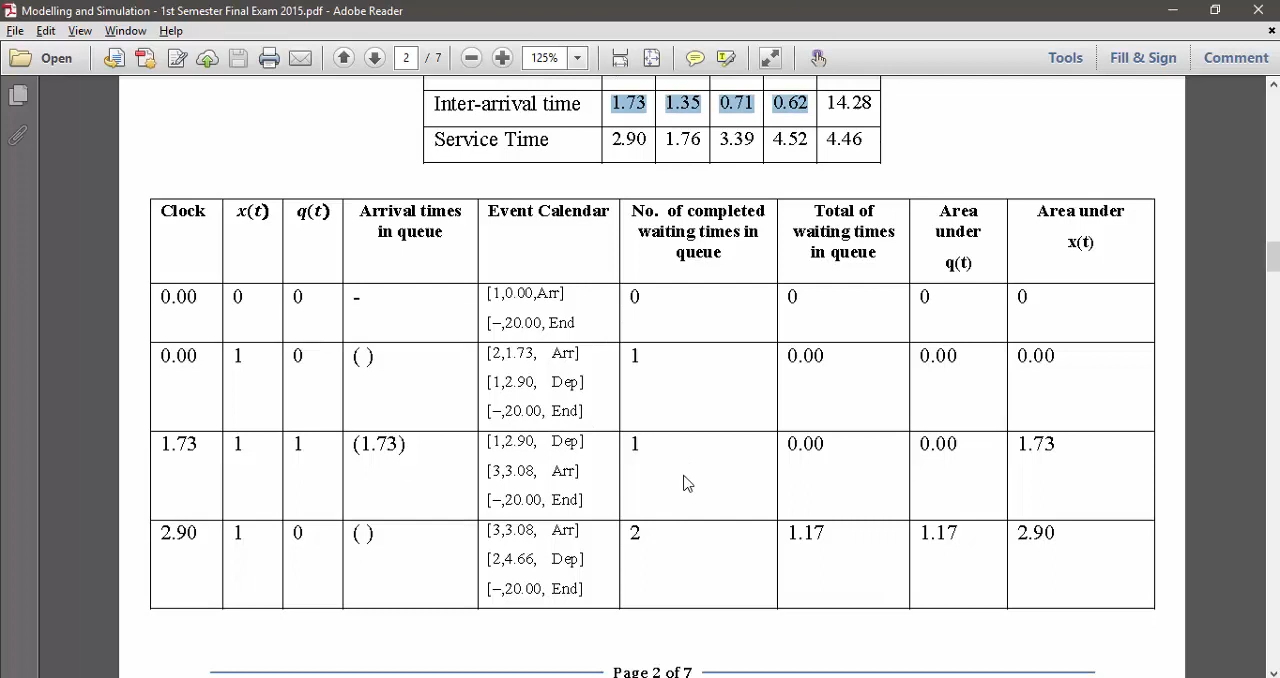 Modelling and Simulation - 1st Semester Final Exam 2015.pdf - Adobe Reader
File Edit View Window Help
Open 2 / 7 125% Tools Fill & Sign Comment
Inter-arrival time 1.73 1.35 0.71 0.62 14.28
Service Time 2.90 1.76 3.39 4.52 4.46
Clock x(t) q(t) Arrival times Event Calendar No. of completed Total of Area Area under
in queue waiting times in waiting times under x(t)
queue in queue q(t)
0.00 0 0 - [1,0.00,Arr] 0 0 0 0
[–,20.00, End
0.00 1 0 ( ) [2,1.73, Arr] 1 0.00 0.00 0.00
[1,2.90, Dep]
[–,20.00, End]
1.73 1 1 (1.73) [1,2.90, Dep] 1 0.00 0.00 1.73
[3,3.08, Arr]
[–,20.00, End]
2.90 1 0 ( ) [3,3.08, Arr] 2 1.17 1.17 2.90
[2,4.66, Dep]
[–,20.00, End]
Page 2 of 7